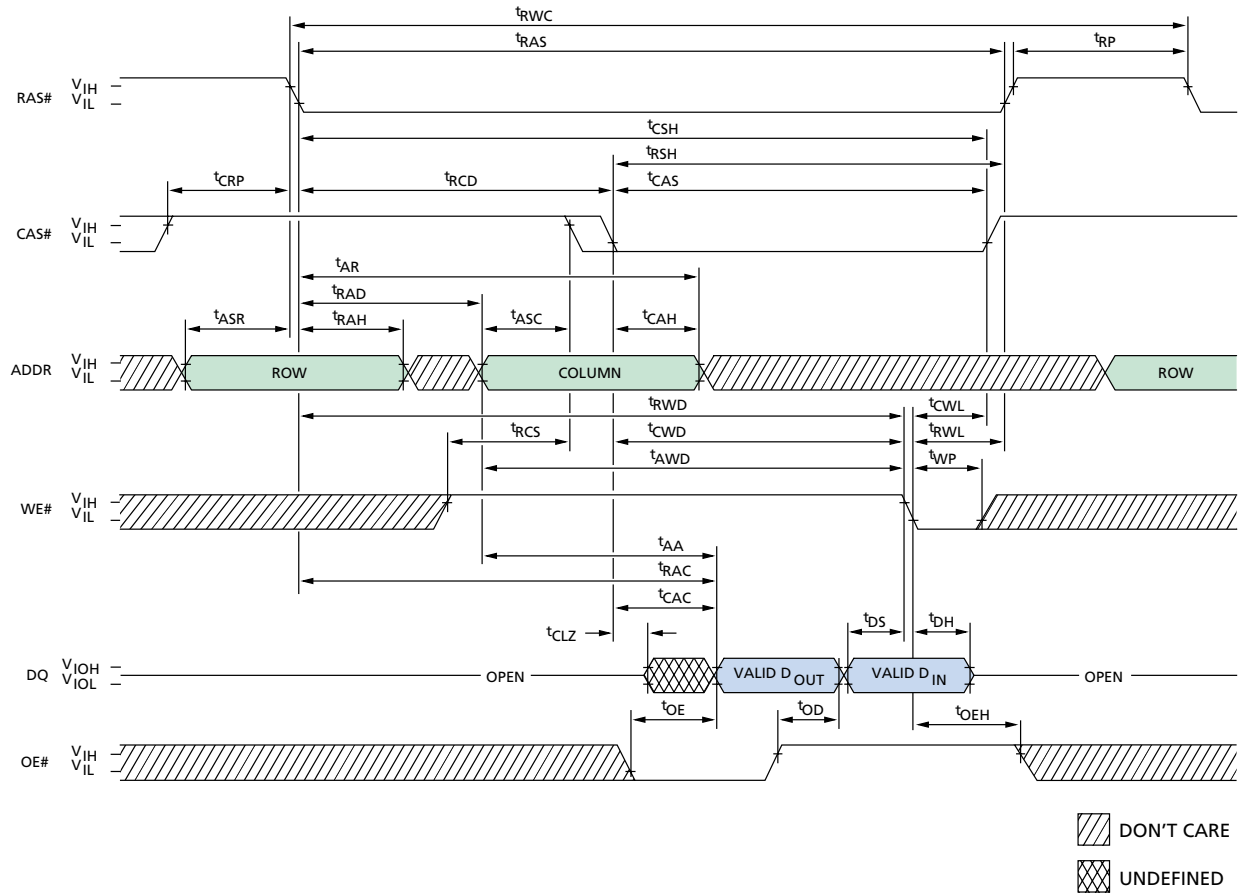 tRWC
tRAS
tRP
RAS#
VIH
VIL
tCSH
tRSH
tCRP
tRCD
tCAS
CAS#
VIH
VIL
tAR
tRAD
tASR
tRAH
tASC
tCAH
ADDR
VIH
VIL
ROW
COLUMN
ROW
tRWD
tCWL
tRCS
tCWD
tRWL
tAWD
tWP
WE#
VIH
VIL
tAA
tRAC
tCAC
tCLZ
tDS
tDH
DQ
VIOH
VIOL
OPEN
VALID DOUT
VALID DIN
OPEN
tOE
tOD
tOEH
OE#
VIH
VIL
DON'T CARE
UNDEFINED